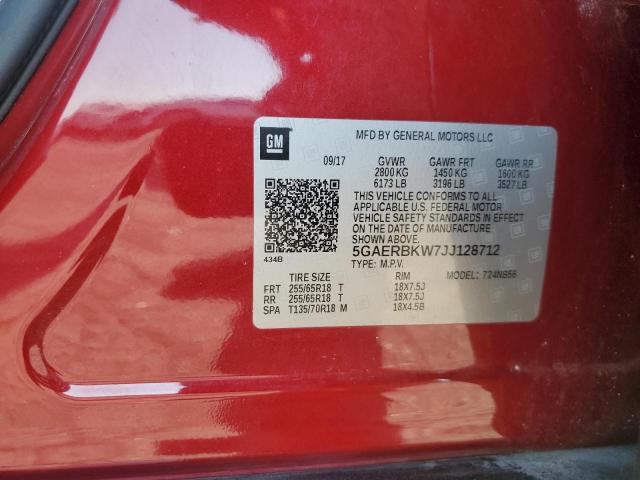 GM
MFD BY GENERAL MOTORS LLC
09/17 GVWR GAWR FRT GAWR RR
2800 KG 1450 KG 1600 KG
6173 LB 3196 LB 3527 LB
THIS VEHICLE CONFORMS TO ALL
APPLICABLE U.S. FEDERAL MOTOR
VEHICLE SAFETY STANDARDS IN EFFECT
ON THE DATE OF MANUFACTURE
SHOWN ABOVE.
434B
5GAERBKW7JJ128712
TYPE: M.P.V. MODEL: 724NB56
TIRE SIZE RIM
FRT 255/65R18 T 18X7.5J
RR 255/65R18 T 18X7.5J
SPA T135/70R18 M 18X4.5B